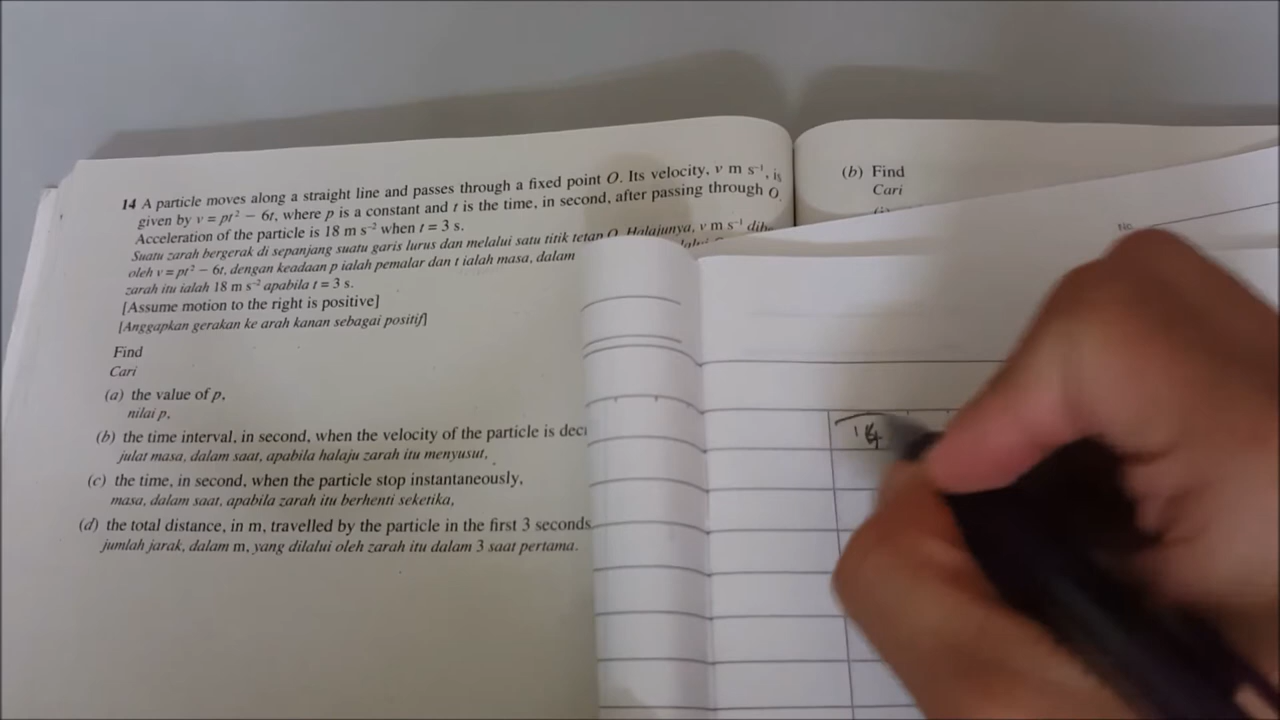 14 A particle moves along a straight line and passes through a fixed point O. Its velocity, v m s⁻¹, is
given by v = pt² − 6t, where p is a constant and t is the time, in second, after passing through O.
Acceleration of the particle is 18 m s⁻² when t = 3 s.
Suatu zarah bergerak di sepanjang suatu garis lurus dan melalui satu titik tetap O. Halajunya, v m s⁻¹
oleh v = pt² − 6t, dengan keadaan p ialah pemalar dan t ialah masa, dalam
zarah itu ialah 18 m s⁻² apabila t = 3 s.
[Assume motion to the right is positive]
[Anggapkan gerakan ke arah kanan sebagai positif]
Find
Cari
(a) the value of p,
nilai p,
(b) the time interval, in second, when the velocity of the particle is
julat masa, dalam saat, apabila halaju zarah itu menyusut,
(c) the time, in second, when the particle stop instantaneously,
masa, dalam saat, apabila zarah itu berhenti seketika,
(d) the total distance, in m, travelled by the particle in the first 3 seconds
jumlah jarak, dalam m, yang dilalui oleh zarah itu dalam 3 saat pertama.
(b) Find
Cari
No.